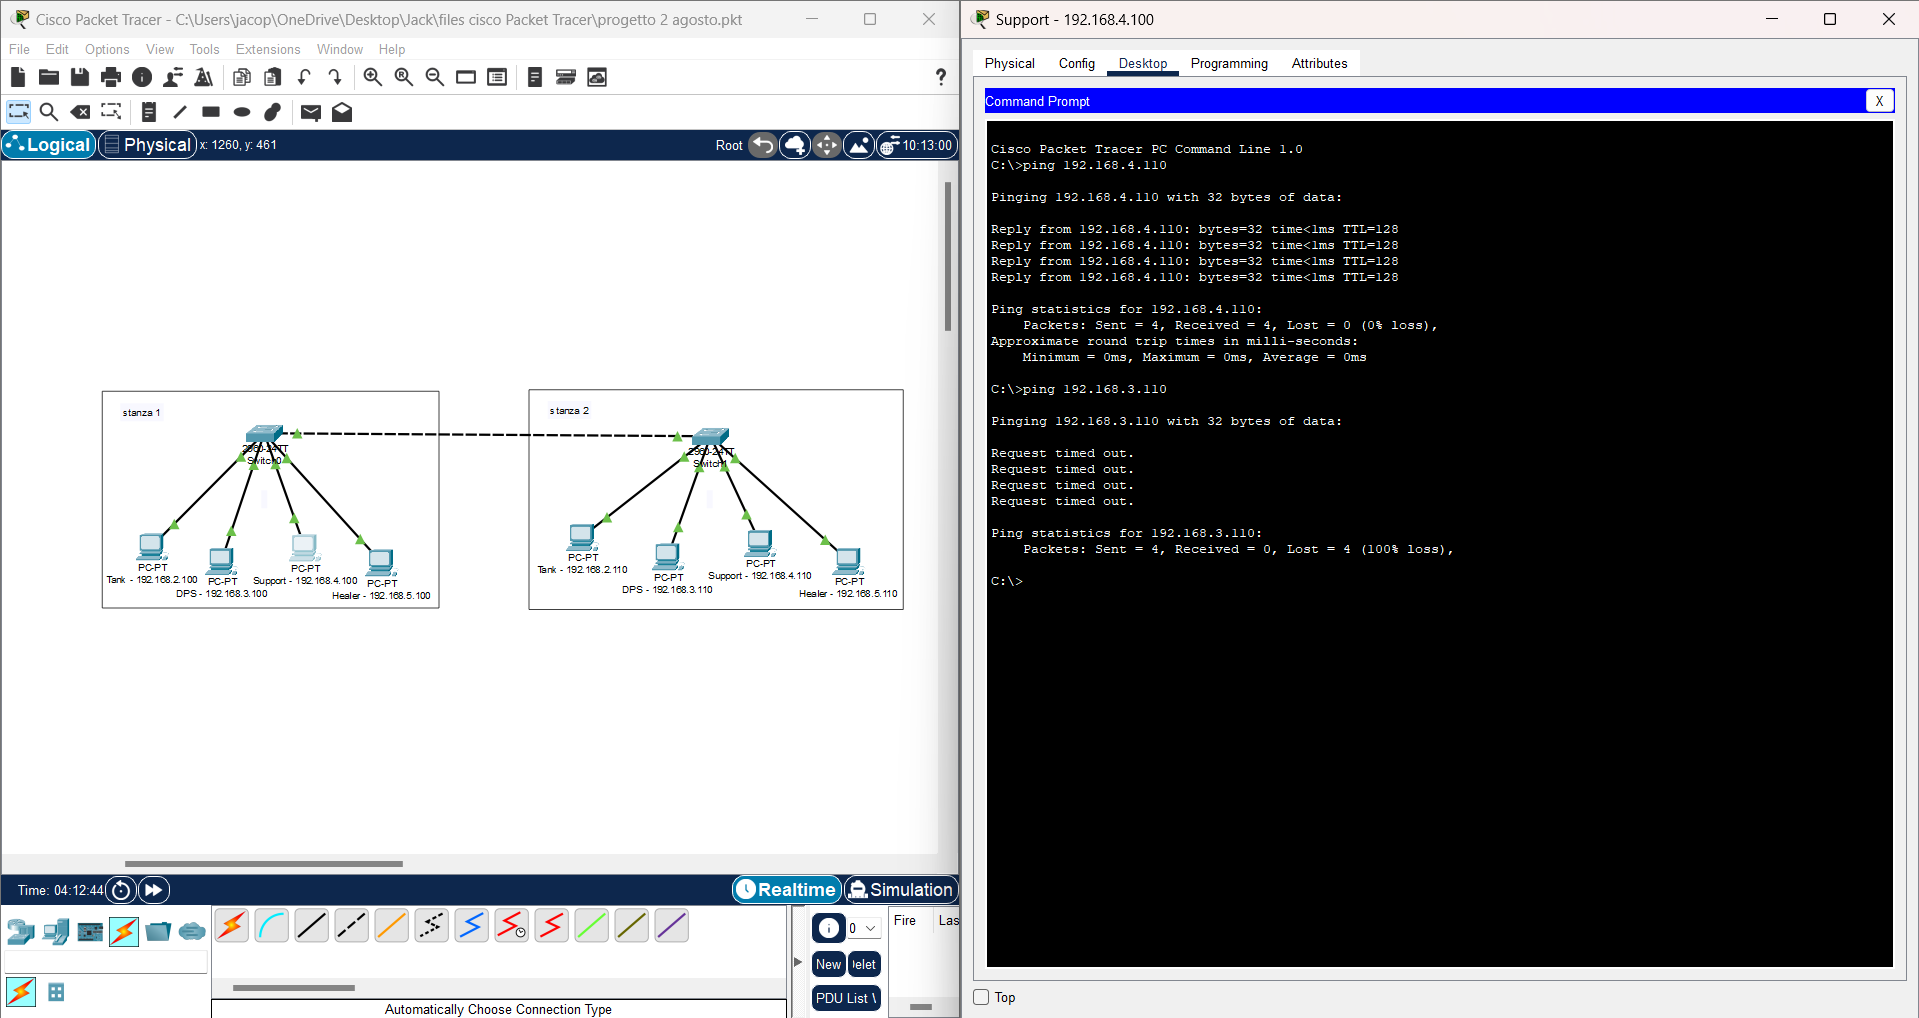 Cisco Packet Tracer - C:\Users\jacop\OneDrive\Desktop\Jack\files cisco Packet Tracer\progetto 2 agosto.pkt
File Edit Options View Tools Extensions Window Help
?
Logical Physical x: 1260, y: 461 Root 10:13:00
stanza 1
2960-24TT
Switch0
PC-PT
Tank - 192.168.2.100
PC-PT
DPS - 192.168.3.100
PC-PT
Support - 192.168.4.100
PC-PT
Healer - 192.168.5.100
stanza 2
2960-24TT
Switch1
PC-PT
Tank - 192.168.2.110
PC-PT
DPS - 192.168.3.110
PC-PT
Support - 192.168.4.110
PC-PT
Healer - 192.168.5.110
Time: 04:12:44 Realtime Simulation
0
New elet
PDU List \
Fire Las
Automatically Choose Connection Type
Support - 192.168.4.100
Physical Config Desktop Programming Attributes
Command Prompt X
Cisco Packet Tracer PC Command Line 1.0
C:\>ping 192.168.4.110
Pinging 192.168.4.110 with 32 bytes of data:
Reply from 192.168.4.110: bytes=32 time<1ms TTL=128
Reply from 192.168.4.110: bytes=32 time<1ms TTL=128
Reply from 192.168.4.110: bytes=32 time<1ms TTL=128
Reply from 192.168.4.110: bytes=32 time<1ms TTL=128
Ping statistics for 192.168.4.110:
Packets: Sent = 4, Received = 4, Lost = 0 (0% loss),
Approximate round trip times in milli-seconds:
Minimum = 0ms, Maximum = 0ms, Average = 0ms
C:\>ping 192.168.3.110
Pinging 192.168.3.110 with 32 bytes of data:
Request timed out.
Request timed out.
Request timed out.
Request timed out.
Ping statistics for 192.168.3.110:
Packets: Sent = 4, Received = 0, Lost = 4 (100% loss),
C:\>
Top